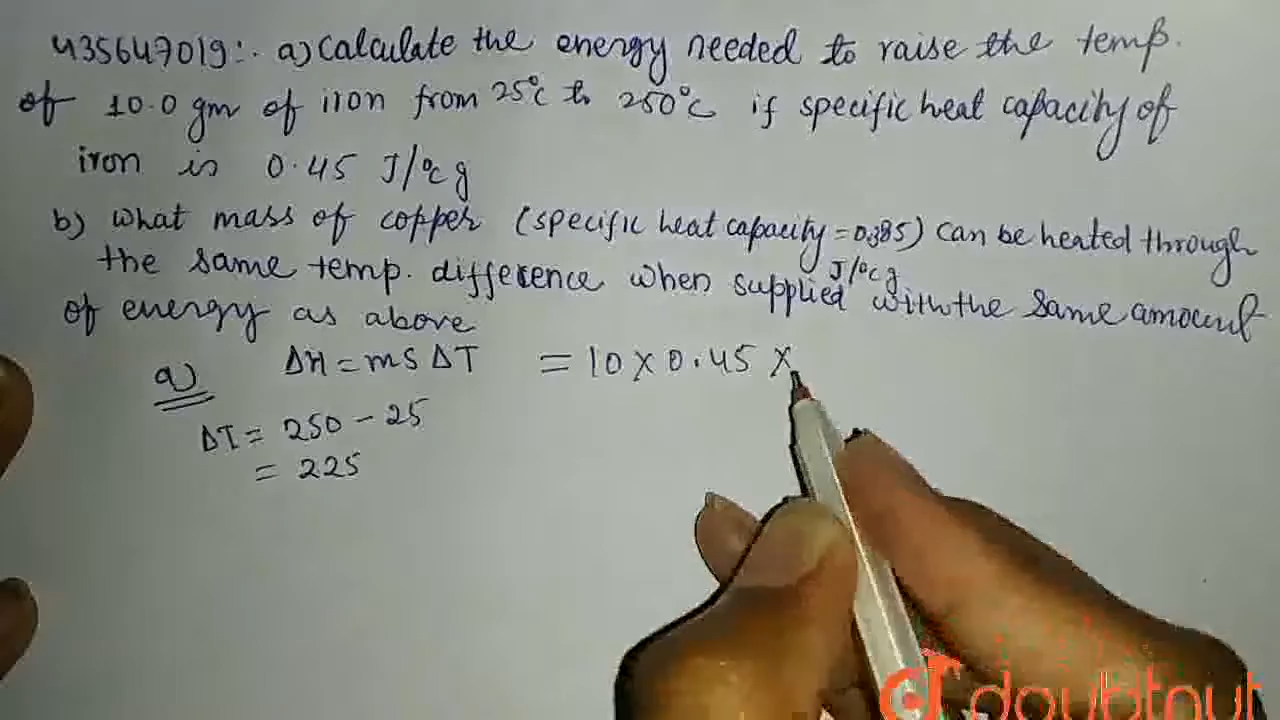 435647019:. a) Calculate the energy needed to raise the temp.
of 10.0 gm of iron from 25°C to 250°C if specific heat capacity of
iron is 0.45 J/°C g
b) what mass of copper (specific heat capacity = 0.385) can be heated through
J/°C g
the same temp. difference when supplied with the same amount
of energy as above
a) ΔH = mSΔT = 10 × 0.45 ×
ΔT = 250 - 25
= 225
doubtnut